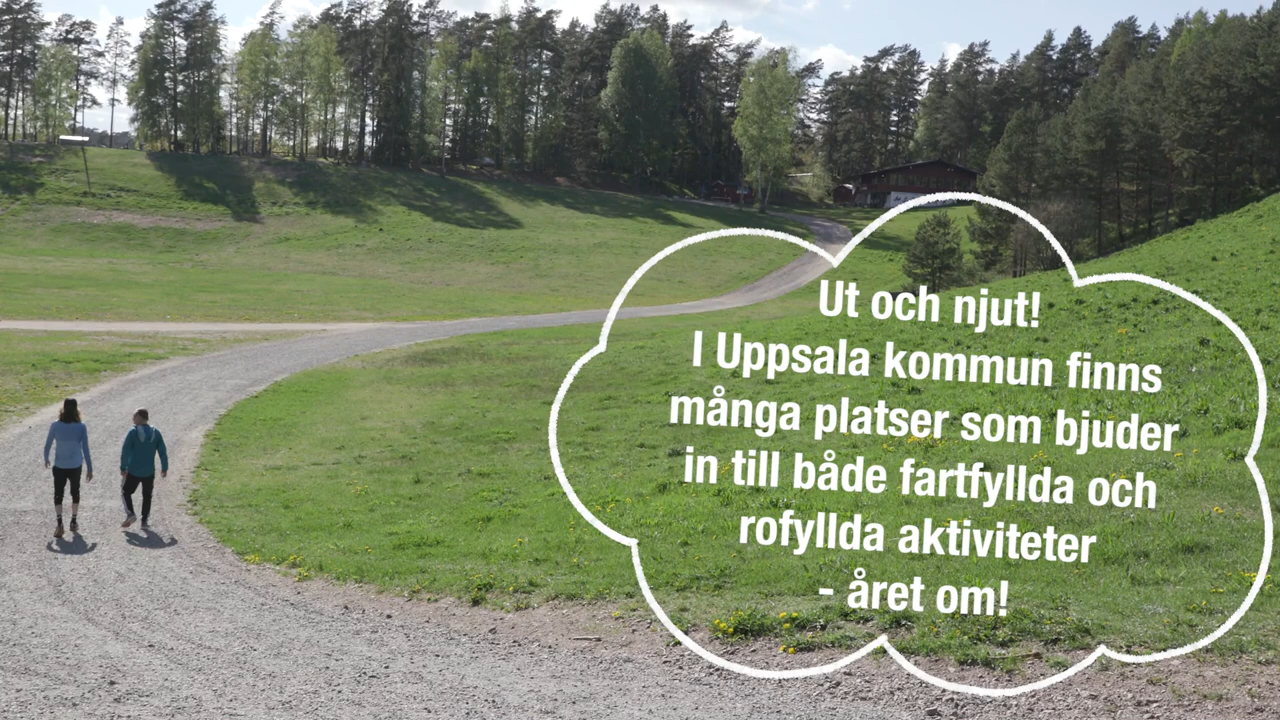 Ut och njut!
I Uppsala kommun finns
många platser som bjuder
in till både fartfyllda och
rofyllda aktiviteter
- året om!